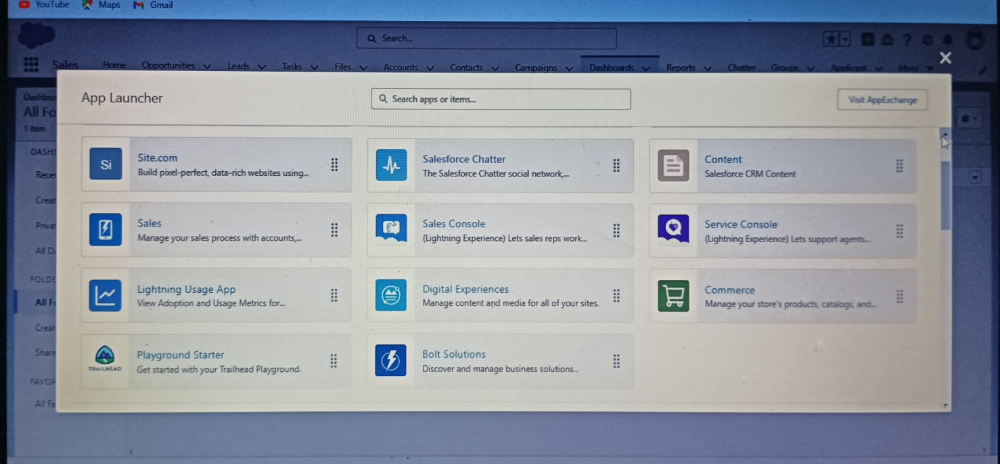 YouTube Maps Gmail
Search...
Sales Home Opportunities Leads Tasks Files Accounts Contacts Campaigns Dashboards Reports Chatter Groups Applicant More
Dashboa
All Fo
1 item
DASH
Recen
Creat
Privat
All Da
FOLDE
All Fo
Creat
Share
FAVOR
All Fa
App Launcher
Search apps or items...
Visit AppExchange
Si
Site.com
Build pixel-perfect, data-rich websites using...
Salesforce Chatter
The Salesforce Chatter social network,...
Content
Salesforce CRM Content
Sales
Manage your sales process with accounts,...
Sales Console
(Lightning Experience) Lets sales reps work...
Service Console
(Lightning Experience) Lets support agents...
Lightning Usage App
View Adoption and Usage Metrics for...
Digital Experiences
Manage content and media for all of your sites.
Commerce
Manage your store's products, catalogs, and...
TRAILHEAD
Playground Starter
Get started with your Trailhead Playground.
Bolt Solutions
Discover and manage business solutions...